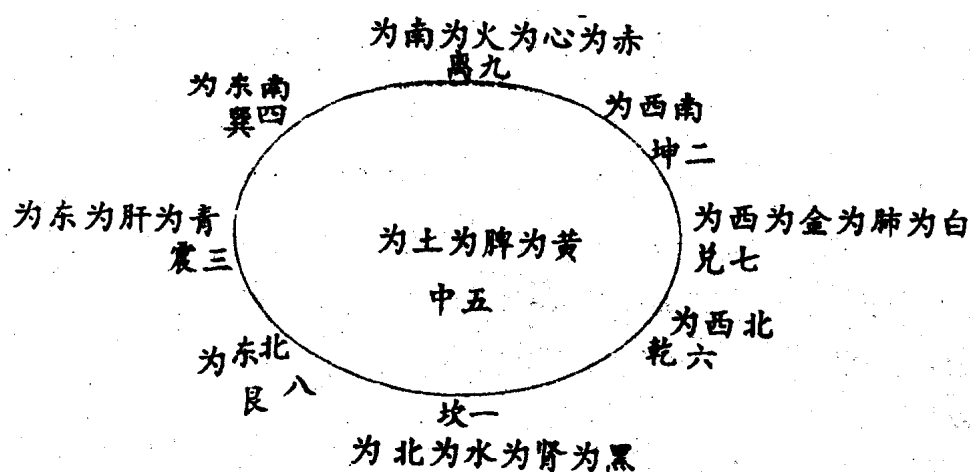 为南为火为心为赤
离九
为东南
巽四
为西南
坤二
为东为肝为青
震三
为土为脾为黄
中五
为西为金为肺为白
兑七
为东北
艮八
为西北
乾六
坎一
为北为水为肾为黑